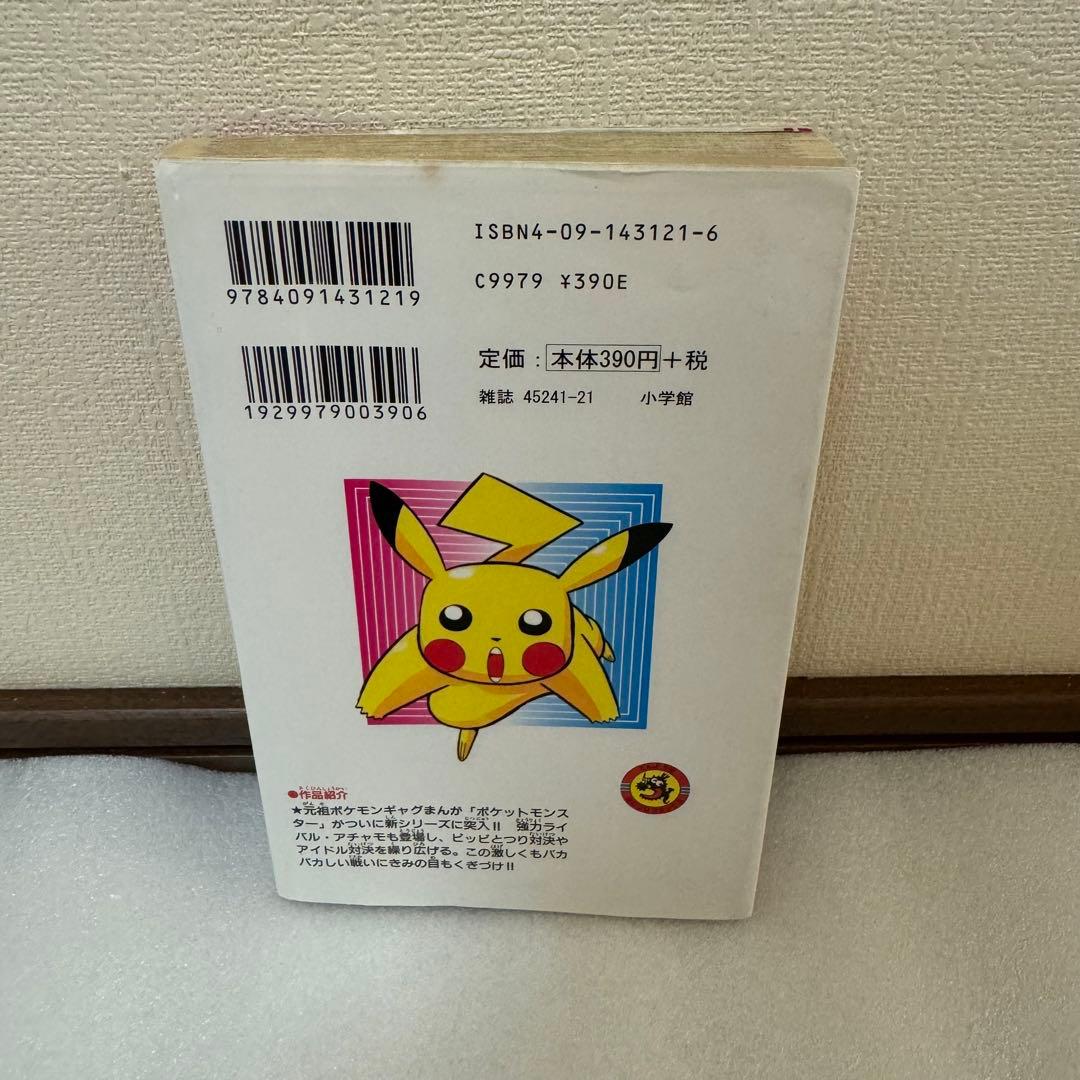 9784091431219
ISBN4-09-143121-6
C9979 ¥390E
1929979003906
定価：本体390円＋税
雑誌 45241-21 小学館
●作品紹介
★元祖ポケモンギャグまんが「ポケットモンス
ター」がついに新シリーズに突入!! 強力ライ
バル・アチャモも登場し、ピッピとつり対決や
アイドル対決を繰り広げる。この激しくもバカ
バカしい戦いにきみの目もくぎづけ!!